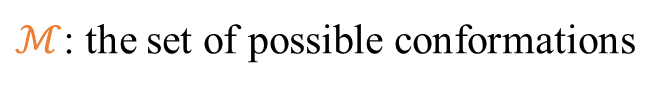 ℳ: the set of possible conformations